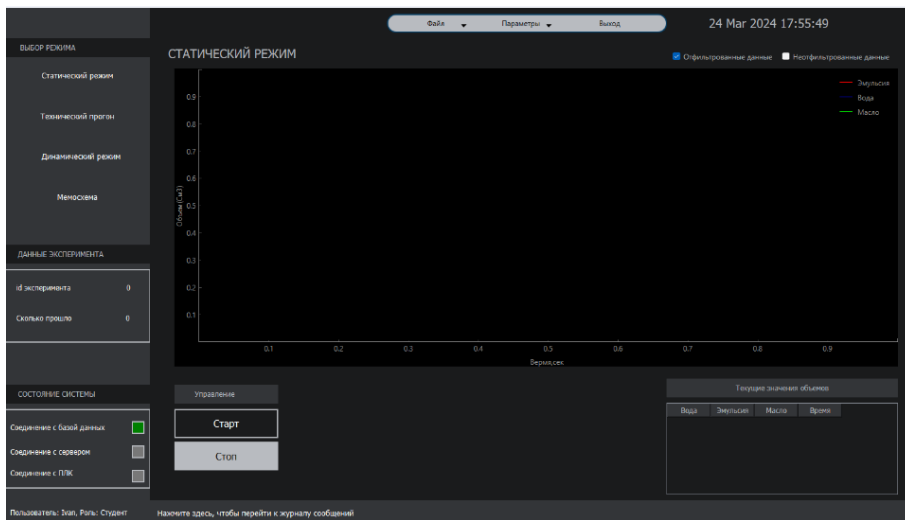 Файл Параметры Выход 24 Mar 2024 17:55:49
ВЫБОР РЕЖИМА
СТАТИЧЕСКИЙ РЕЖИМ
Отфильтрованные данные Неотфильтрованные данные
Статический режим
Технический прогон
Динамический режим
Мемосхема
Эмульсия
Вода
Масло
0.9
0.8
0.7
0.6
0.5
0.4
0.3
0.2
0.1
Объем(См3)
0.1 0.2 0.3 0.4 0.5 0.6 0.7 0.8 0.9
Вермя,сек
ДАННЫЕ ЭКСПЕРИМЕНТА
id эксперимента 0
Сколько прошло 0
СОСТОЯНИЕ СИСТЕМЫ
Соединение с базой данных
Соединение с сервером
Соединение с ПЛК
Управление
Старт
Стоп
Текущие значения объемов
Вода Эмульсия Масло Время
Пользователь: Ivan, Роль: Студент
Нажмите здесь, чтобы перейти к журналу сообщений